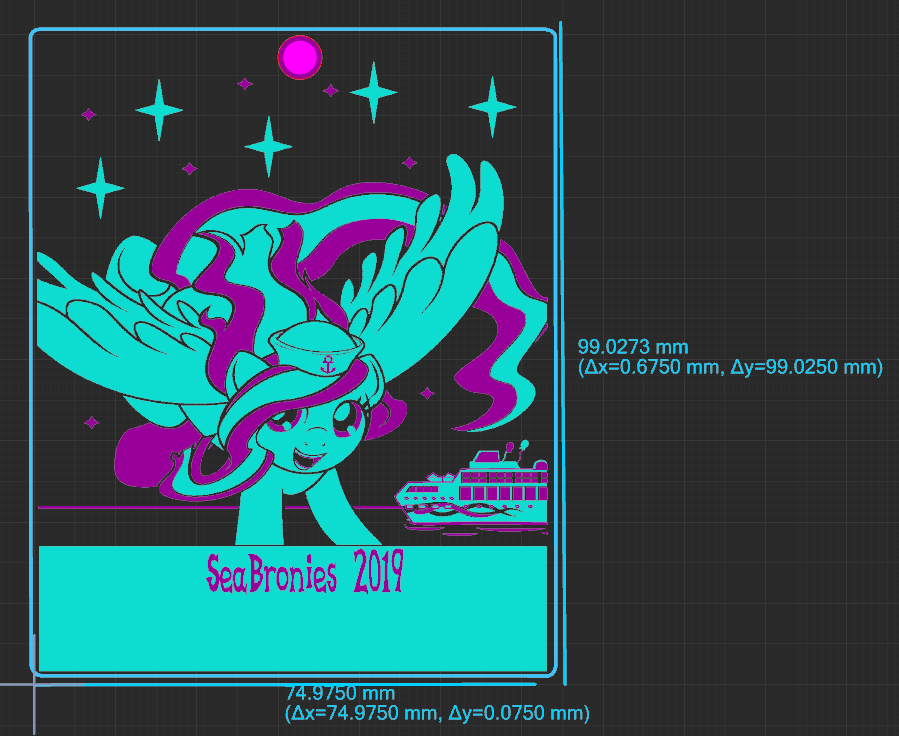 SeaBronies 2019
99.0273 mm
(Δx=0.6750 mm, Δy=99.0250 mm)
74.9750 mm
(Δx=74.9750 mm, Δy=0.0750 mm)